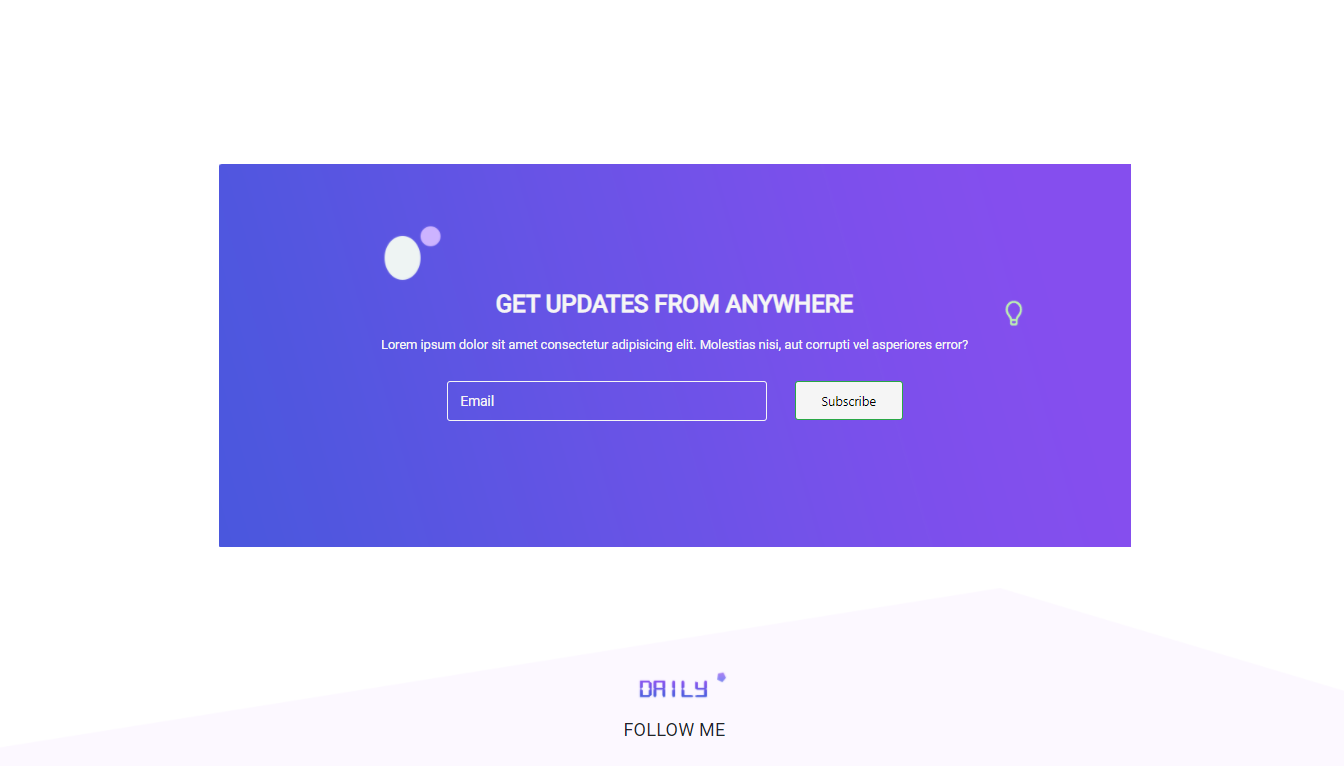 GET UPDATES FROM ANYWHERE
Lorem ipsum dolor sit amet consectetur adipisicing elit. Molestias nisi, aut corrupti vel asperiores error?
Email
Subscribe
DAILY
FOLLOW ME